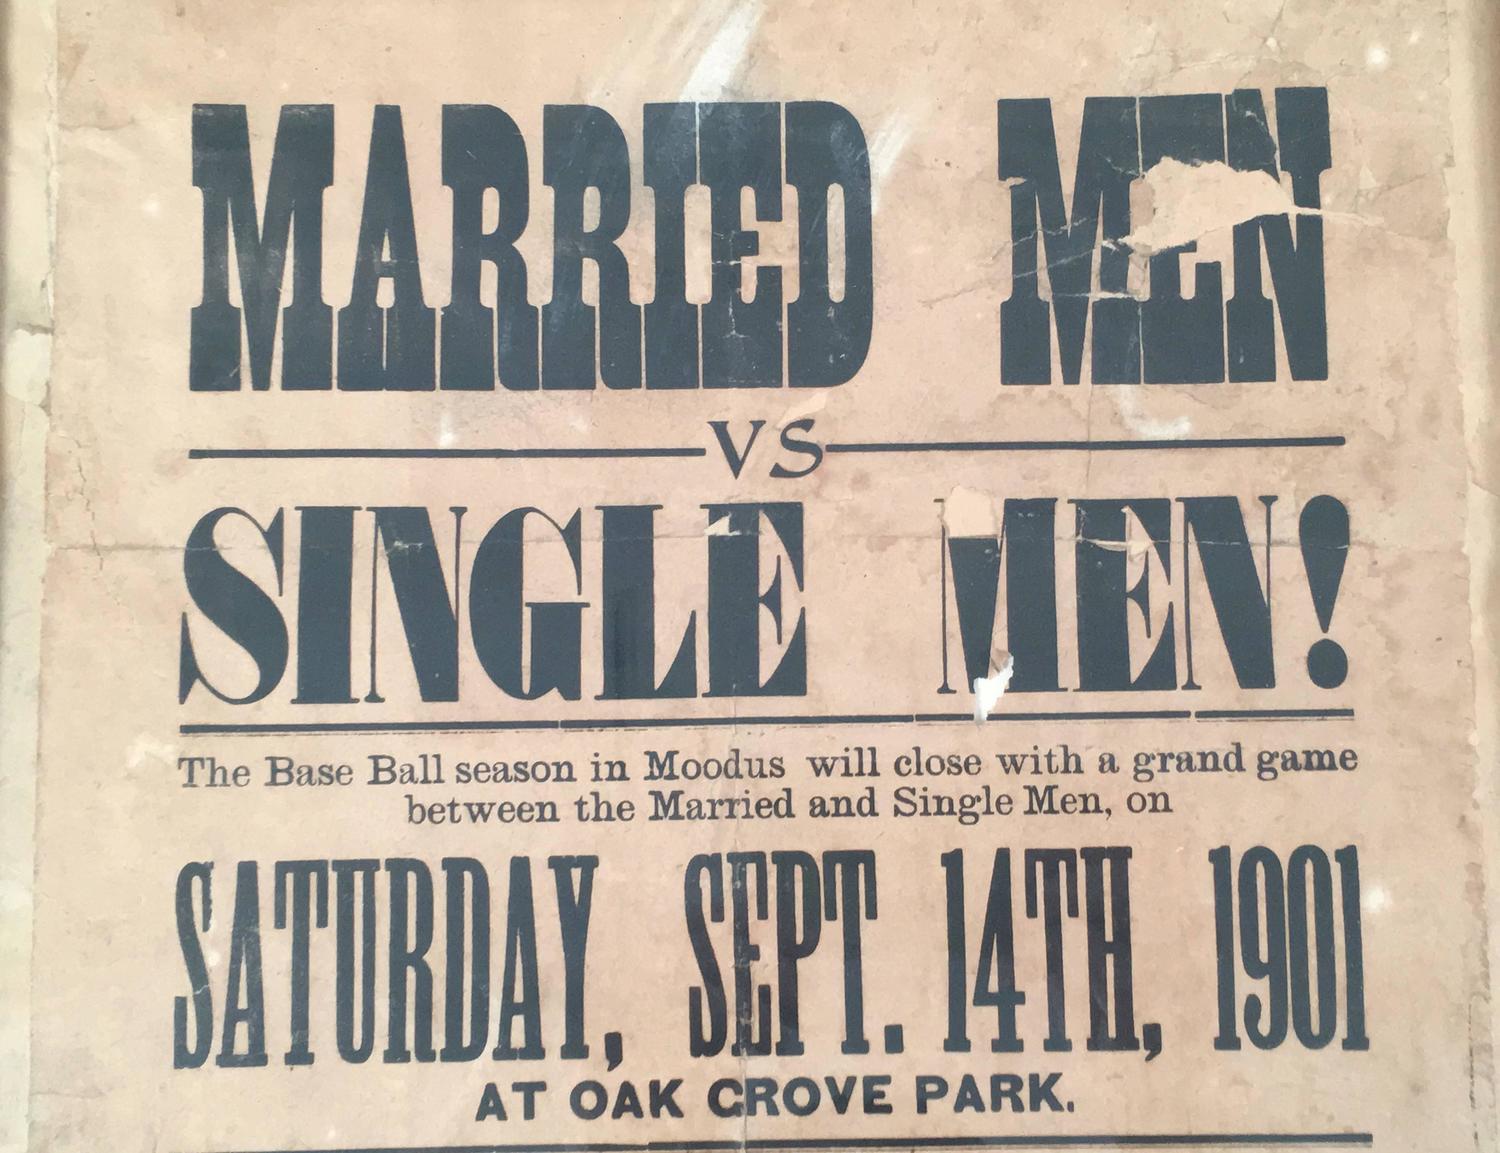 MARRIED MEN
VS
SINGLE MEN!
The Base Ball season in Moodus will close with a grand game
between the Married and Single Men, on
SATURDAY, SEPT. 14TH, 1901
AT OAK GROVE PARK.